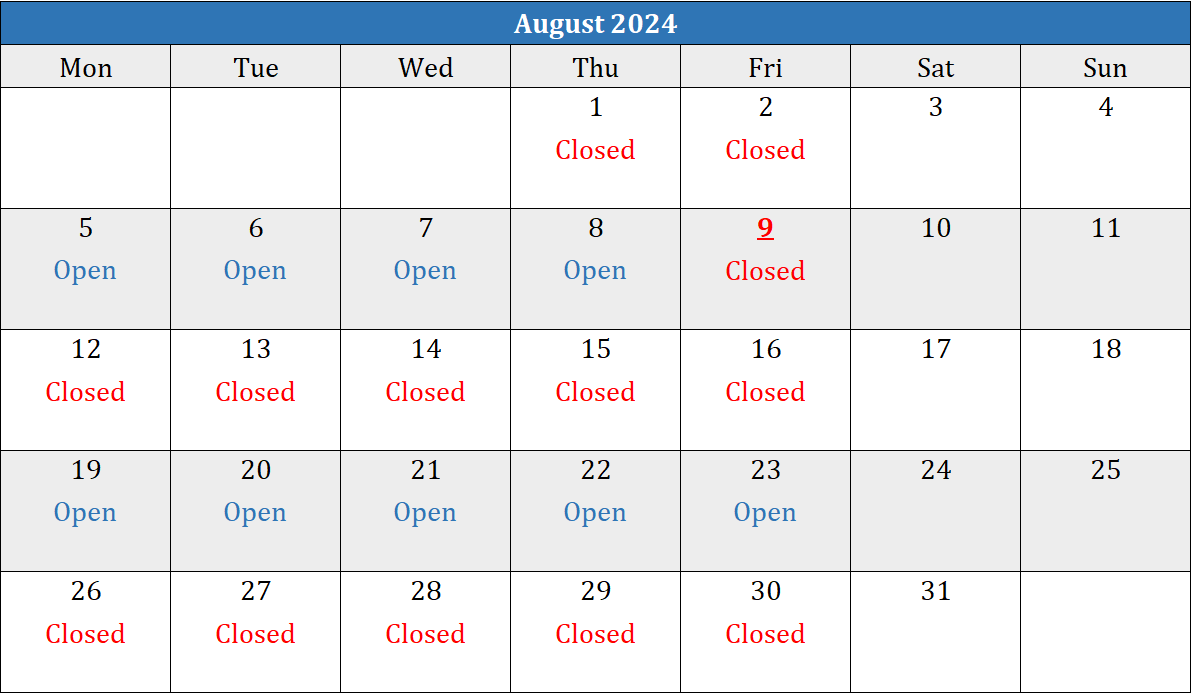 August 2024
Mon Tue Wed Thu Fri Sat Sun
1 2 3 4
Closed Closed
5 6 7 8 9 10 11
Open Open Open Open Closed
12 13 14 15 16 17 18
Closed Closed Closed Closed Closed
19 20 21 22 23 24 25
Open Open Open Open Open
26 27 28 29 30 31
Closed Closed Closed Closed Closed